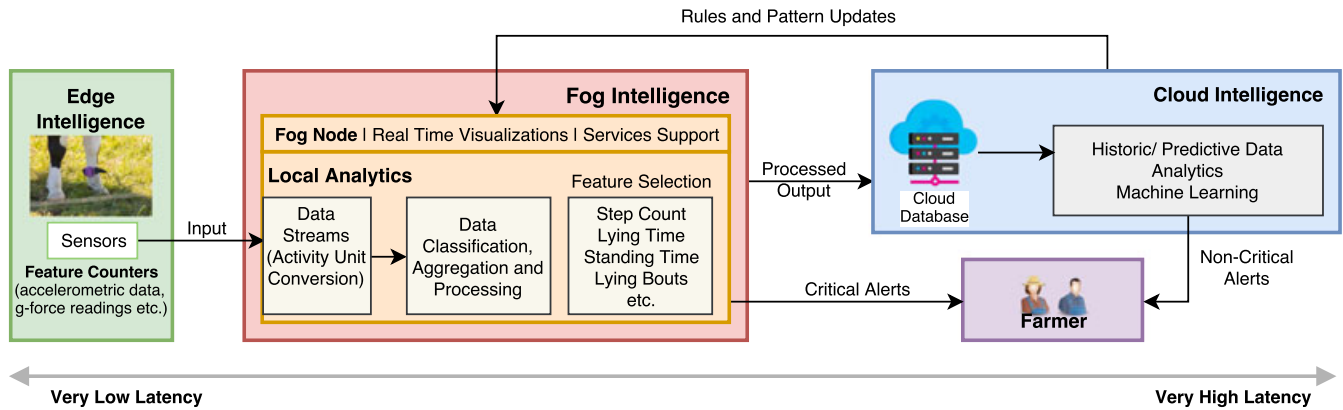 Rules and Pattern Updates
Edge
Intelligence
Sensors
Feature Counters
(accelerometric data,
g-force readings etc.)
Input
Fog Intelligence
Fog Node | Real Time Visualizations | Services Support
Local Analytics
Feature Selection
Data
Streams
(Activity Unit
Conversion)
Data
Classification,
Aggregation and
Processing
Step Count
Lying Time
Standing Time
Lying Bouts
etc.
Processed
Output
Critical Alerts
Cloud Intelligence
Cloud
Database
Historic/ Predictive Data
Analytics
Machine Learning
Non-Critical
Alerts
Farmer
Very Low Latency
Very High Latency